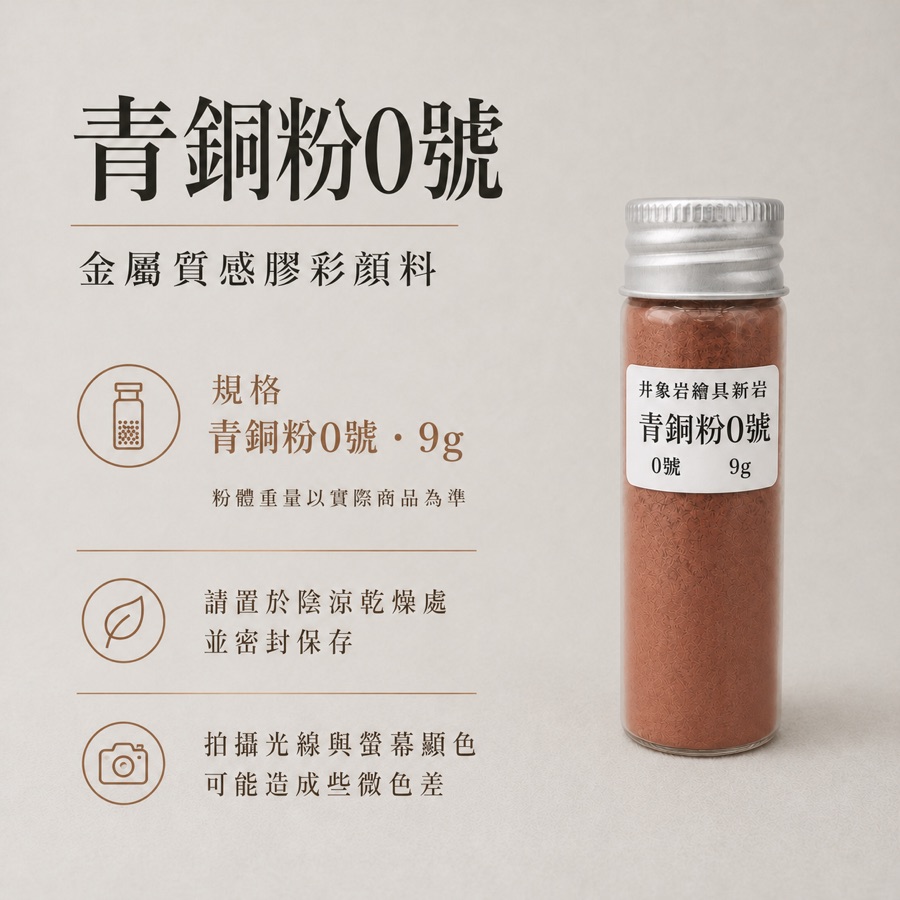 青銅粉0號
金屬質感膠彩顏料
規格
青銅粉0號・9g
粉體重量以實際商品為準
請置於陰涼乾燥處
並密封保存
拍攝光線與螢幕顯色
可能造成些微色差
井象岩繪具新岩
青銅粉0號
0號 9g